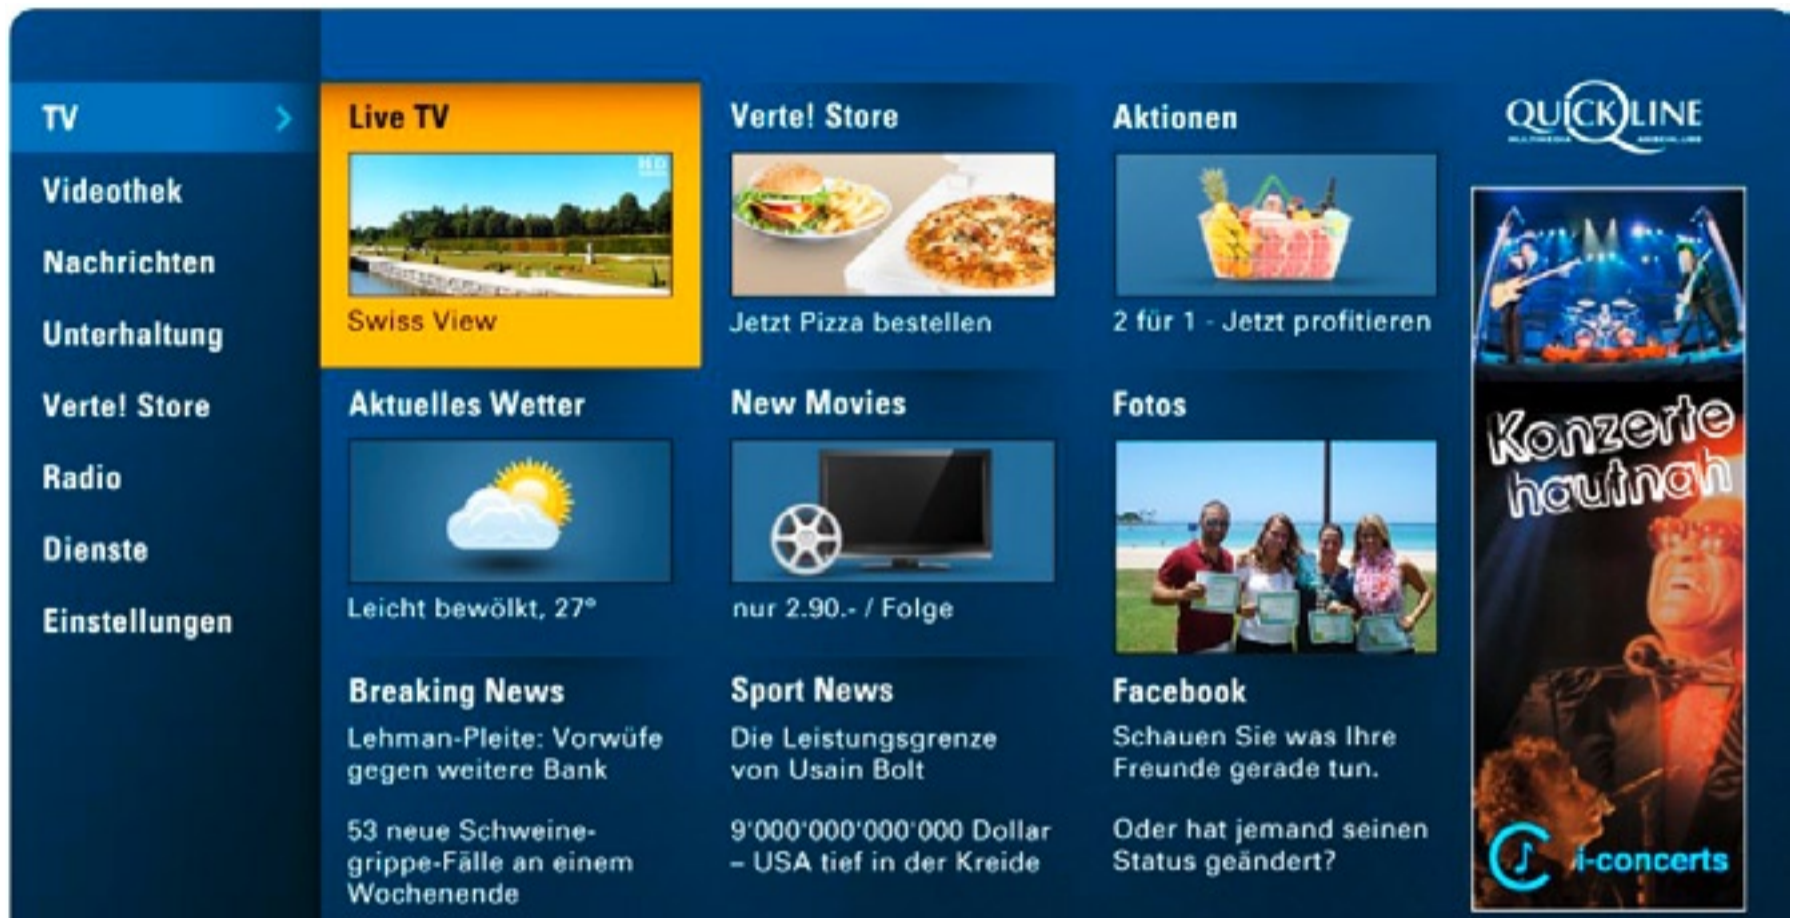 TV
Videothek
Nachrichten
Unterhaltung
Verte! Store
Radio
Dienste
Einstellungen
Live TV
HD
Swiss View
Verte! Store
Jetzt Pizza bestellen
Aktionen
2 für 1 - Jetzt profitieren
Aktuelles Wetter
Leicht bewölkt, 27°
New Movies
nur 2.90.- / Folge
Fotos
Breaking News
Lehman-Pleite: Vorwüfe
gegen weitere Bank
53 neue Schweine-
grippe-Fälle an einem
Wochenende
Sport News
Die Leistungsgrenze
von Usain Bolt
9'000'000'000'000 Dollar
– USA tief in der Kreide
Facebook
Schauen Sie was Ihre
Freunde gerade tun.
Oder hat jemand seinen
Status geändert?
QUICKLINE
Konzerte
hautnah
i-concerts